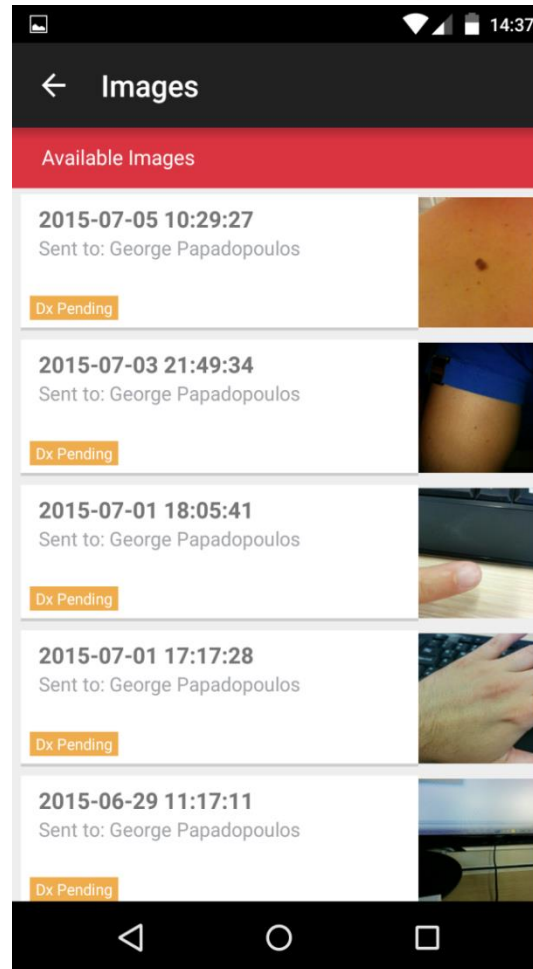 14:37
Images
Available Images
2015-07-05 10:29:27
Sent to: George Papadopoulos
Dx Pending
2015-07-03 21:49:34
Sent to: George Papadopoulos
Dx Pending
2015-07-01 18:05:41
Sent to: George Papadopoulos
Dx Pending
2015-07-01 17:17:28
Sent to: George Papadopoulos
Dx Pending
2015-06-29 11:17:11
Sent to: George Papadopoulos
Dx Pending